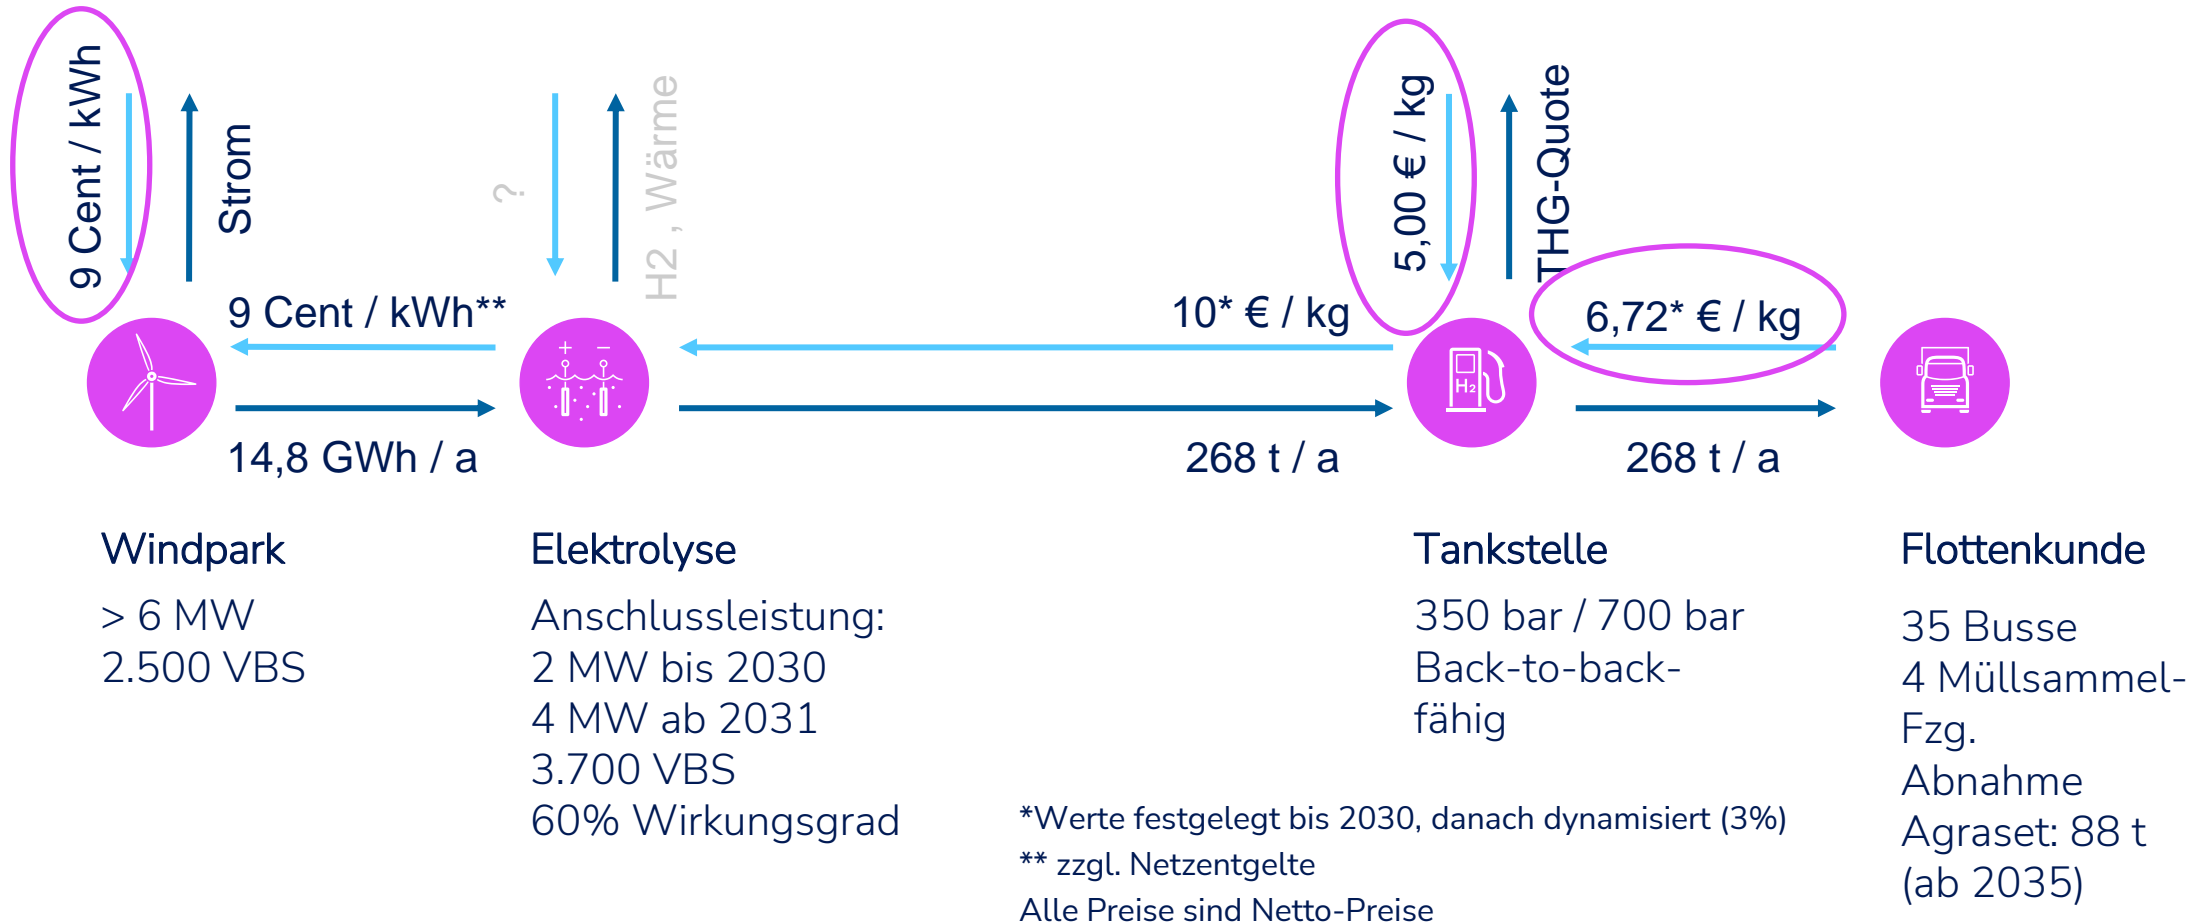 9 Cent / kWh
Strom
?
H2 , Wärme
5,00 € / kg
THG-Quote
9 Cent / kWh**
10* € / kg
6,72* € / kg
+ −
H2
14,8 GWh / a
268 t / a
268 t / a
Windpark
> 6 MW
2.500 VBS
Elektrolyse
Anschlussleistung:
2 MW bis 2030
4 MW ab 2031
3.700 VBS
60% Wirkungsgrad
Tankstelle
350 bar / 700 bar
Back-to-back-
fähig
Flottenkunde
35 Busse
4 Müllsammel-
Fzg.
Abnahme
Agraset: 88 t
(ab 2035)
*Werte festgelegt bis 2030, danach dynamisiert (3%)
** zzgl. Netzentgelte
Alle Preise sind Netto-Preise